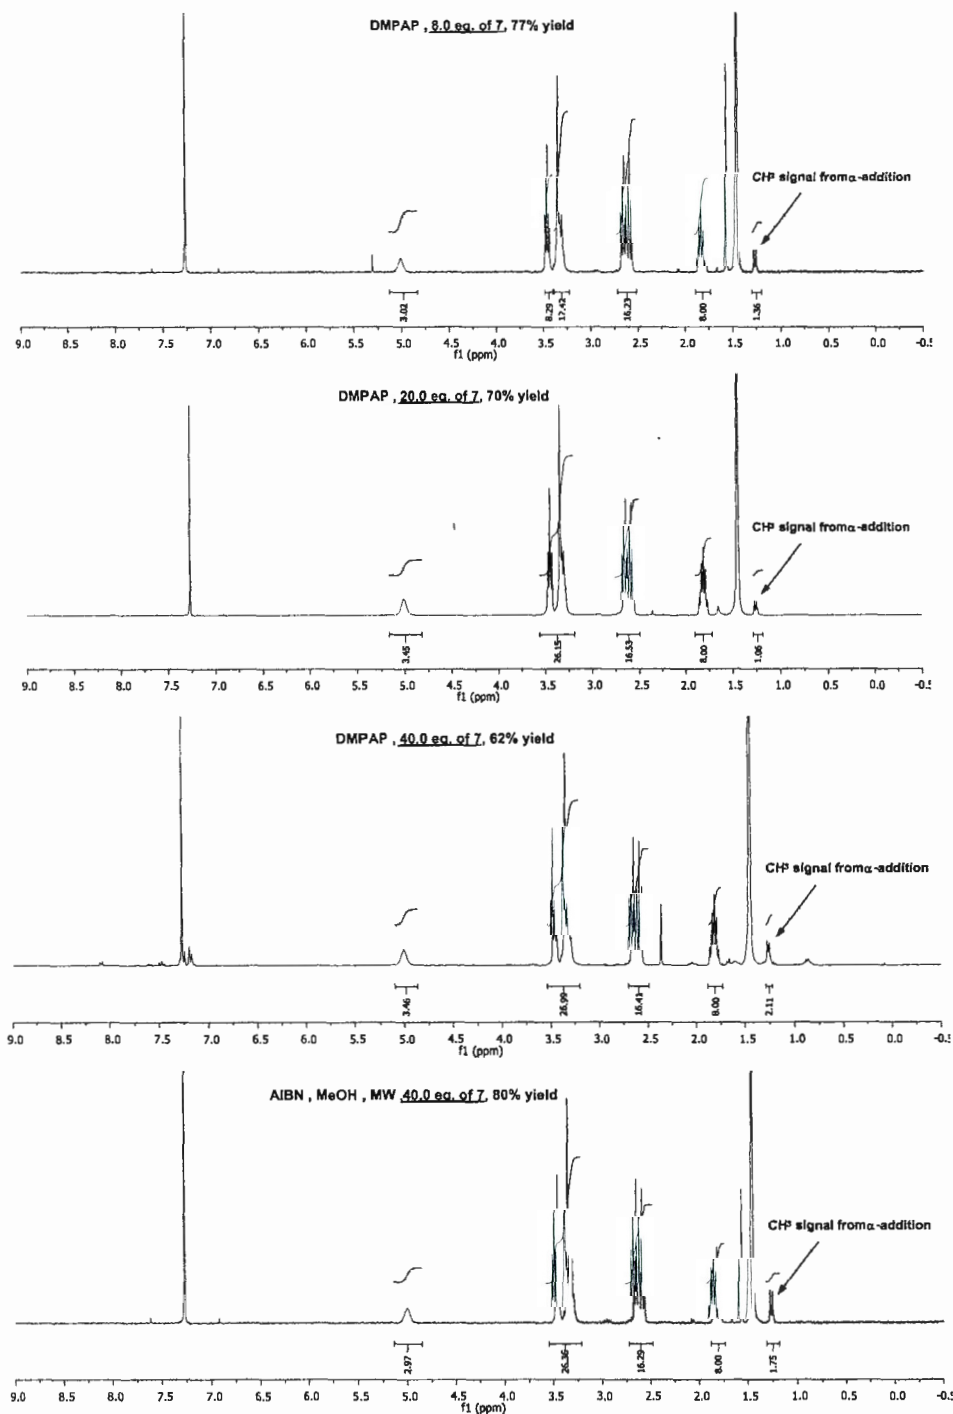 DMPAP , 8.0 eq. of 7, 77% yield
CH³ signal from α-addition
3.02
8.29
17.42
16.23
8.00
1.36
9.0 8.5 8.0 7.5 7.0 6.5 6.0 5.5 5.0 4.5 4.0 3.5 3.0 2.5 2.0 1.5 1.0 0.5 0.0 -0.5
f1 (ppm)
DMPAP , 20.0 eq. of 7, 70% yield
CH³ signal from α-addition
3.45
26.15
16.53
8.00
1.06
9.0 8.5 8.0 7.5 7.0 6.5 6.0 5.5 5.0 4.5 4.0 3.5 3.0 2.5 2.0 1.5 1.0 0.5 0.0 -0.5
f1 (ppm)
DMPAP , 40.0 eq. of 7, 62% yield
CH³ signal from α-addition
3.46
26.99
16.41
8.00
2.11
9.0 8.5 8.0 7.5 7.0 6.5 6.0 5.5 5.0 4.5 4.0 3.5 3.0 2.5 2.0 1.5 1.0 0.5 0.0 -0.5
f1 (ppm)
AIBN , MeOH , MW 40.0 eq. of 7, 80% yield
CH³ signal from α-addition
2.97
26.36
16.29
8.00
1.75
9.0 8.5 8.0 7.5 7.0 6.5 6.0 5.5 5.0 4.5 4.0 3.5 3.0 2.5 2.0 1.5 1.0 0.5 0.0 -0.5
f1 (ppm)